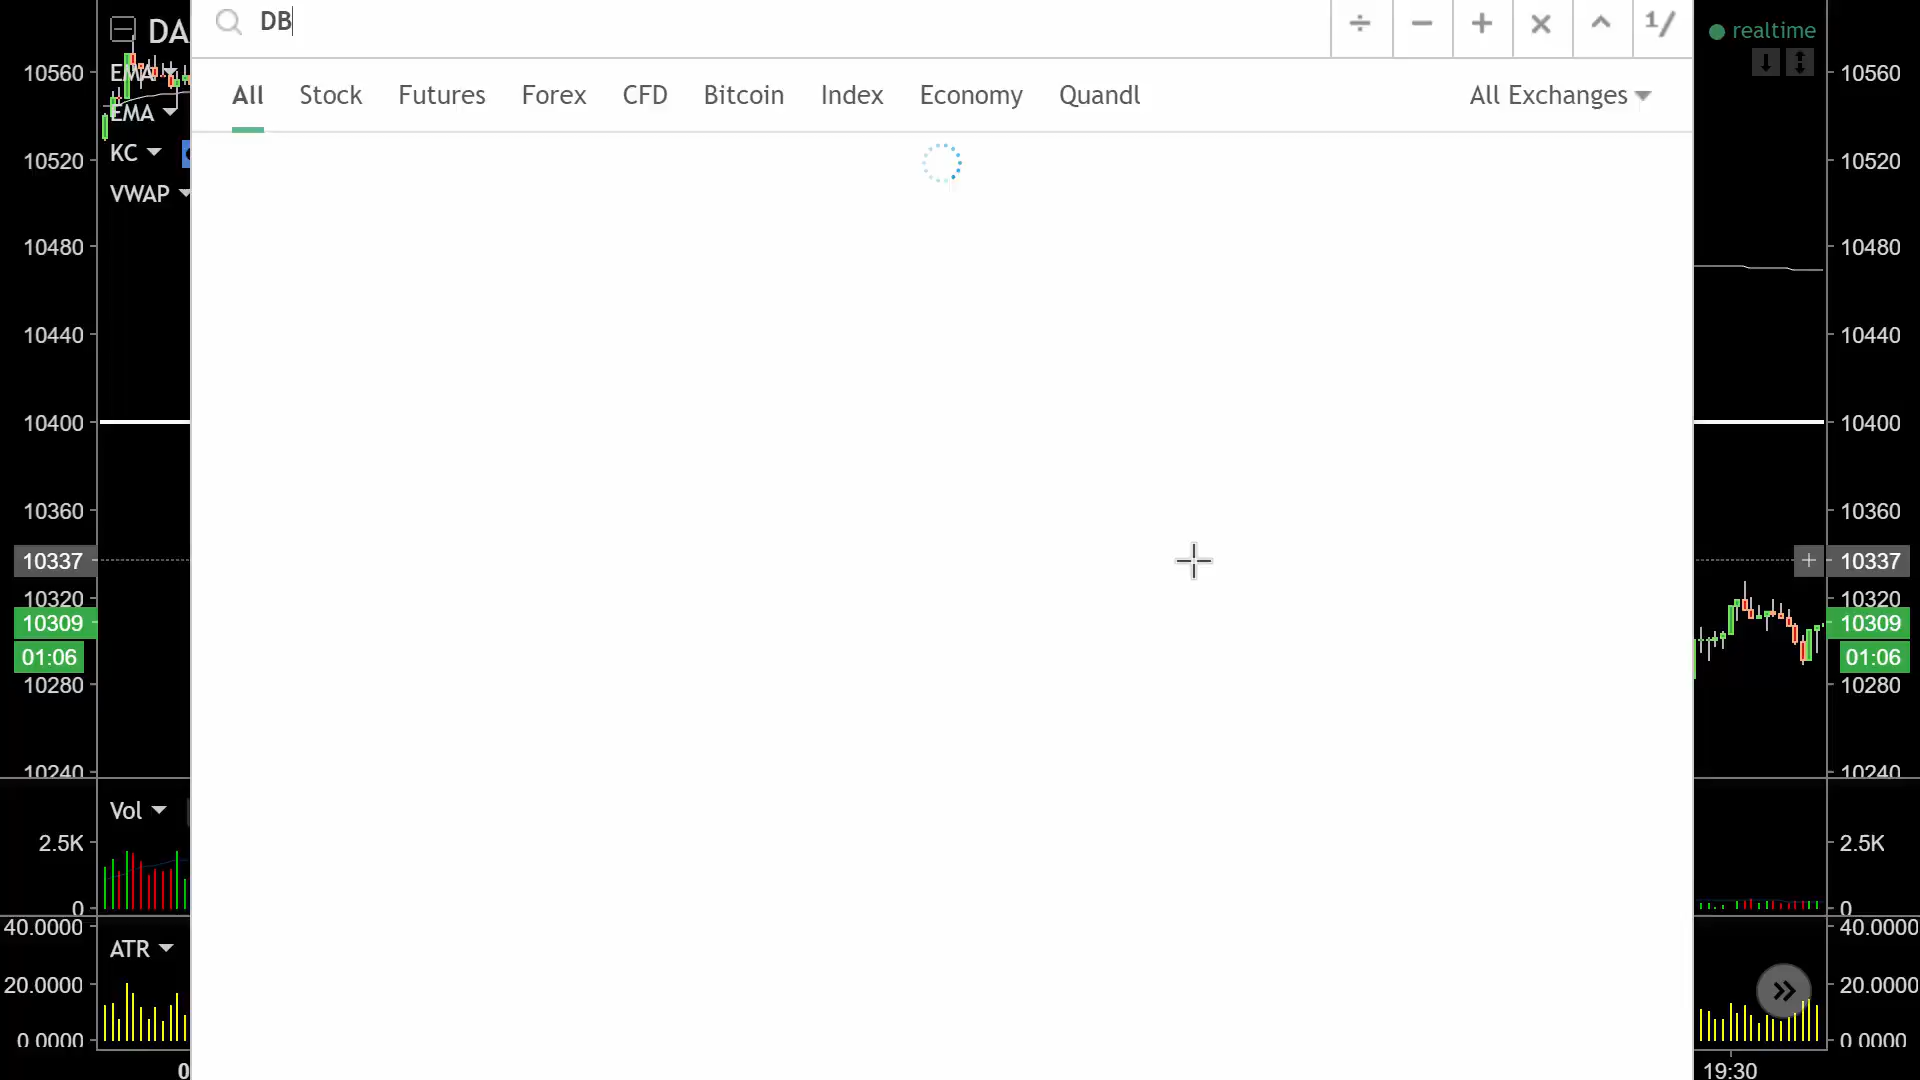 DA
DB
÷ − + × ^ 1/
realtime
EMA
EMA
KC
VWAP
All Stock Futures Forex CFD Bitcoin Index Economy Quandl All Exchanges
10560 10560
10520 10520
10480 10480
10440 10440
10400 10400
10360 10360
10337 + 10337
10320 10320
10309 10309
01:06 01:06
10280 10280
10240 10240
Vol
2.5K 2.5K
0 0
40.0000 40.0000
ATR
20.0000 20.0000
0.0000 0.0000
0 19:30